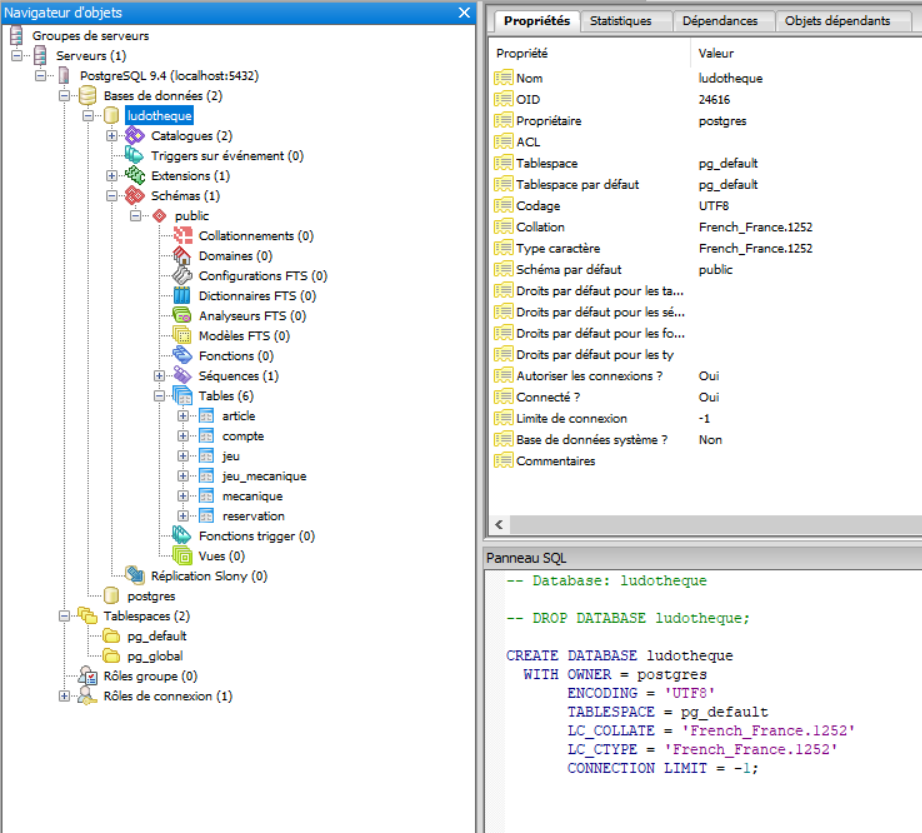 Navigateur d'objets
Groupes de serveurs
Serveurs (1)
PostgreSQL 9.4 (localhost:5432)
Bases de données (2)
ludotheque
Catalogues (2)
Triggers sur événement (0)
Extensions (1)
Schémas (1)
public
Collationnements (0)
Domaines (0)
Configurations FTS (0)
Dictionnaires FTS (0)
Analyseurs FTS (0)
Modèles FTS (0)
Fonctions (0)
Séquences (1)
Tables (6)
article
compte
jeu
jeu_mecanique
mecanique
reservation
Fonctions trigger (0)
Vues (0)
Réplication Slony (0)
postgres
Tablespaces (2)
pg_default
pg_global
Rôles groupe (0)
Rôles de connexion (1)
Propriétés Statistiques Dépendances Objets dépendants
Propriété Valeur
Nom ludotheque
OID 24616
Propriétaire postgres
ACL
Tablespace pg_default
Tablespace par défaut pg_default
Codage UTF8
Collation French_France.1252
Type caractère French_France.1252
Schéma par défaut public
Droits par défaut pour les ta...
Droits par défaut pour les sé...
Droits par défaut pour les fo...
Droits par défaut pour les ty
Autoriser les connexions ? Oui
Connecté ? Oui
Limite de connexion -1
Base de données système ? Non
Commentaires
Panneau SQL
-- Database: ludotheque
-- DROP DATABASE ludotheque;
CREATE DATABASE ludotheque
WITH OWNER = postgres
ENCODING = 'UTF8'
TABLESPACE = pg_default
LC_COLLATE = 'French_France.1252'
LC_CTYPE = 'French_France.1252'
CONNECTION LIMIT = -1;